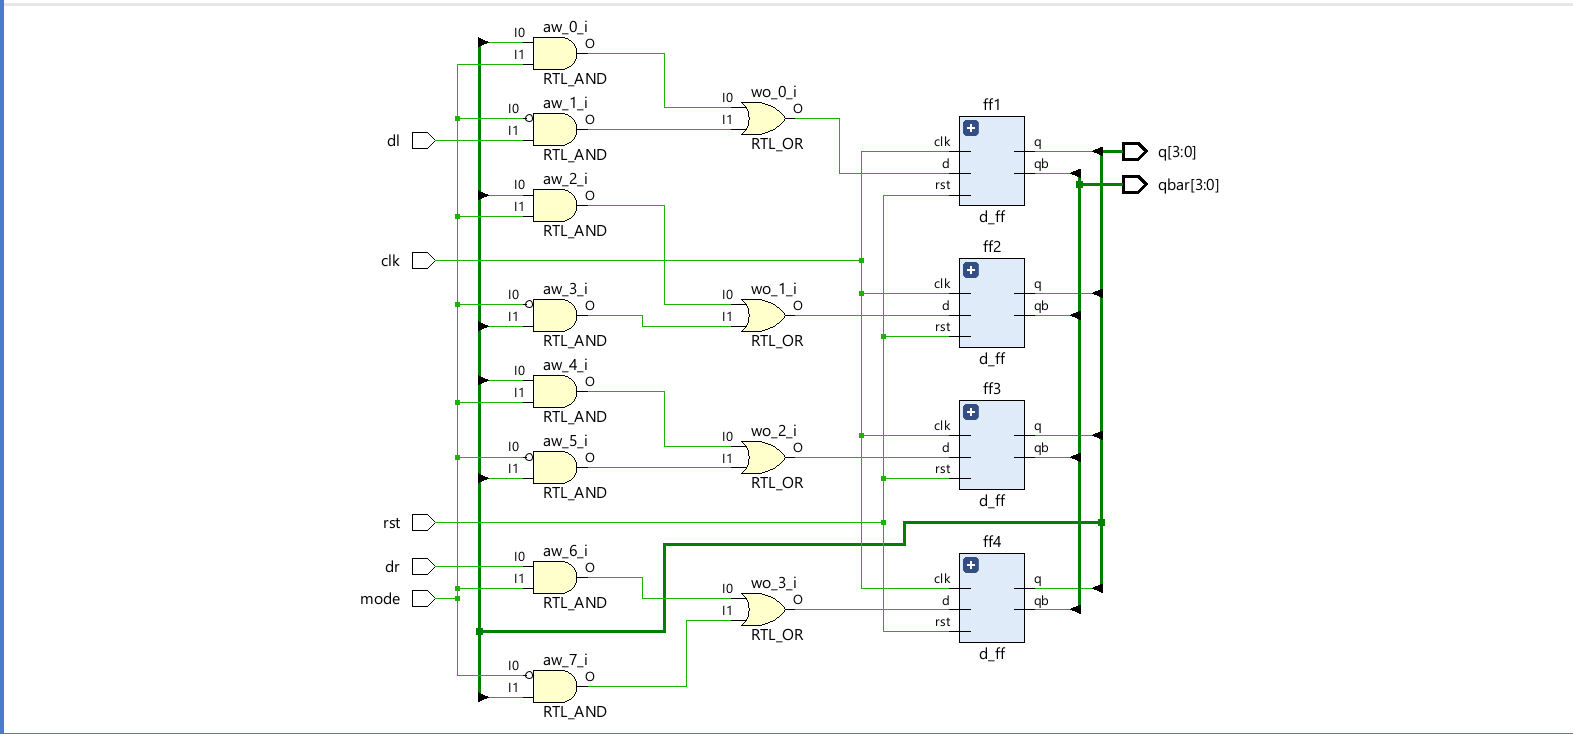 aw_0_i
I0
O
I1
RTL_AND
aw_1_i
I0
O
I1
RTL_AND
dl
wo_0_i
I0
O
I1
RTL_OR
ff1
clk
q
d
qb
rst
d_ff
q[3:0]
qbar[3:0]
aw_2_i
I0
O
I1
RTL_AND
clk
aw_3_i
I0
O
I1
RTL_AND
wo_1_i
I0
O
I1
RTL_OR
ff2
clk
q
d
qb
rst
d_ff
aw_4_i
I0
O
I1
RTL_AND
aw_5_i
I0
O
I1
RTL_AND
wo_2_i
I0
O
I1
RTL_OR
ff3
clk
q
d
qb
rst
d_ff
rst
dr
mode
aw_6_i
I0
O
I1
RTL_AND
wo_3_i
I0
O
I1
RTL_OR
ff4
clk
q
d
qb
rst
d_ff
aw_7_i
I0
O
I1
RTL_AND